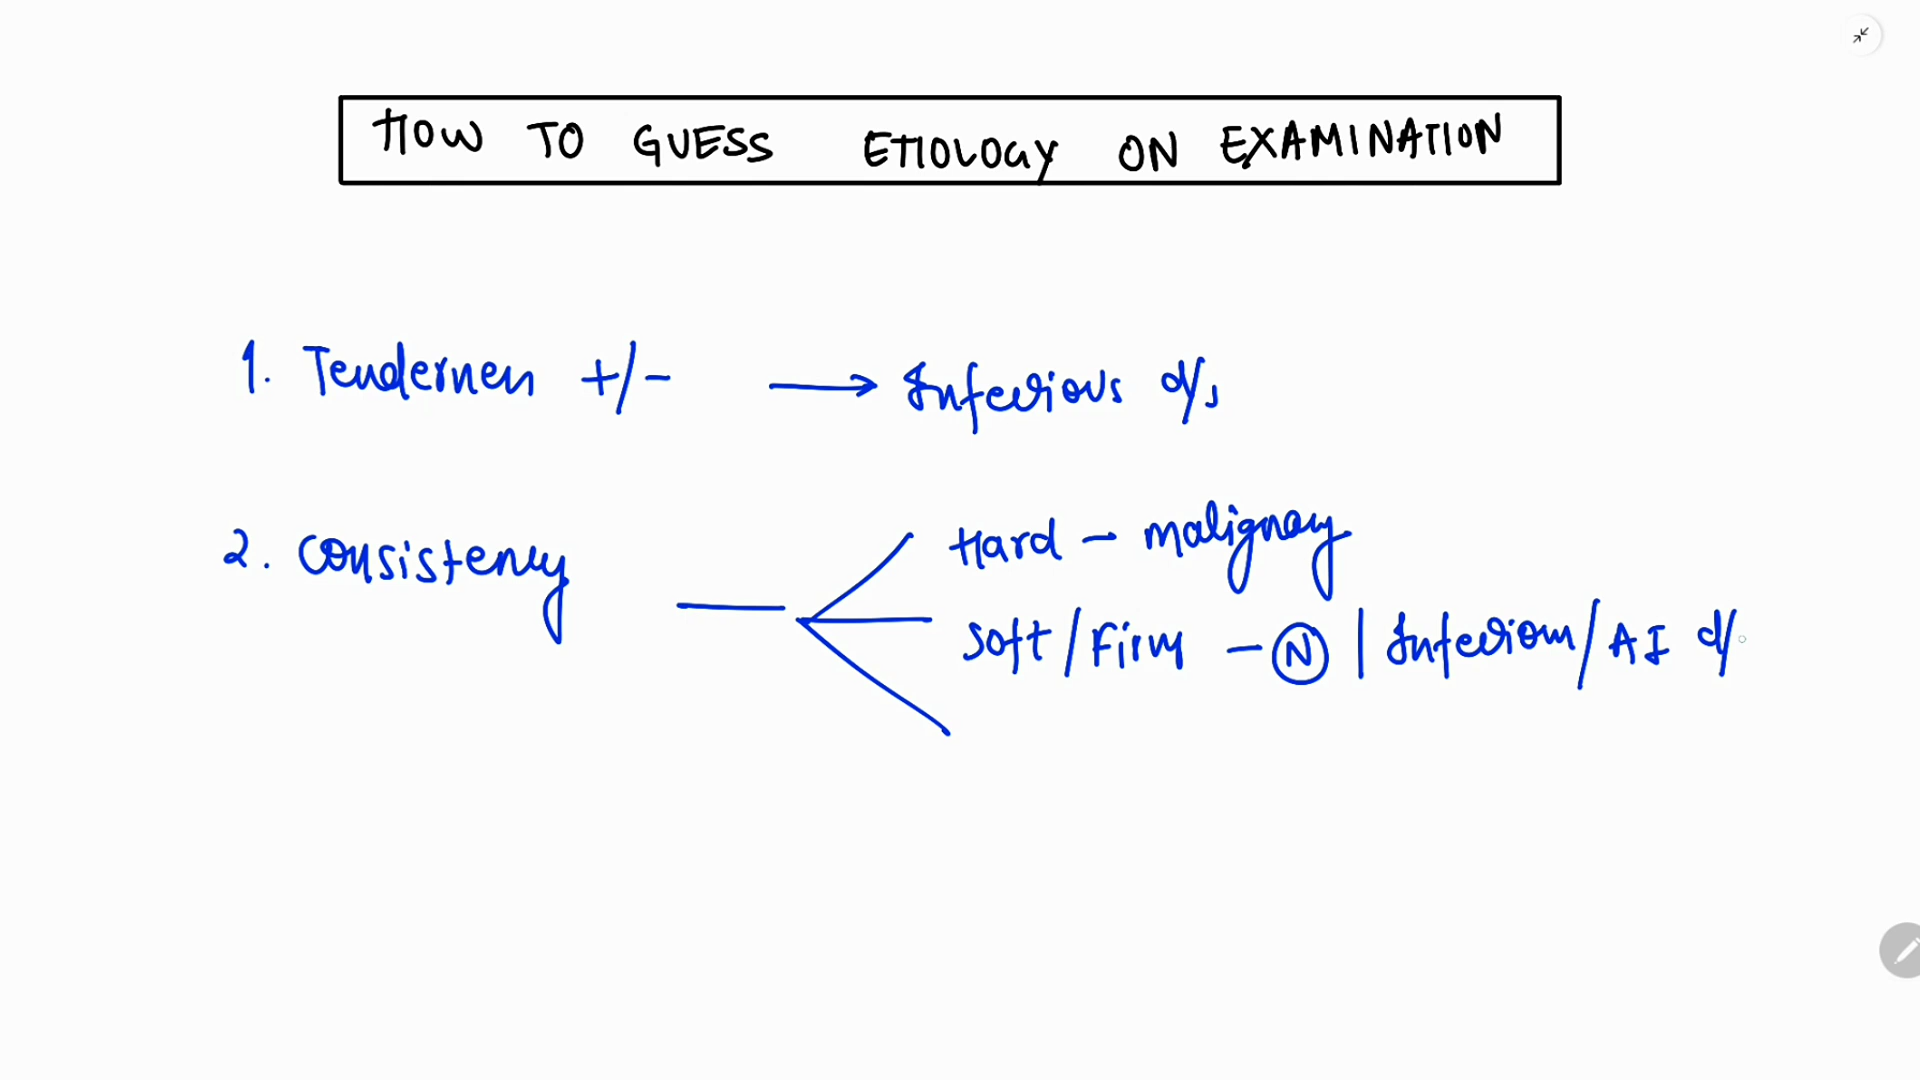 HOW TO GUESS ETIOLOGY ON EXAMINATION
1. Tenderness +/- → Infectious d/s
2. Consistency
Hard - malignancy
Soft/Firm - N | Infectious/AI d/